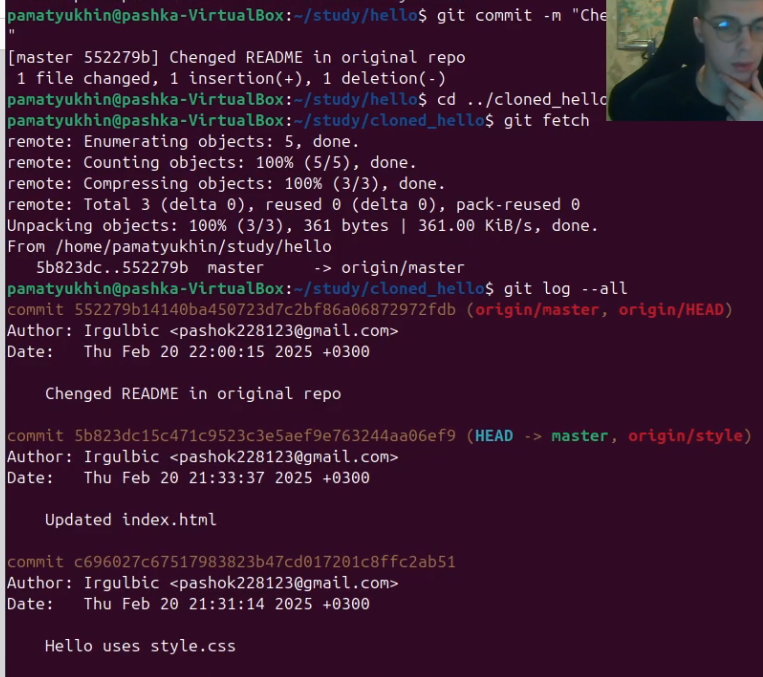 pamatyukhin@pashka-VirtualBox:~/study/hello$ git commit -m "Che
"
[master 552279b] Chenged README in original repo
 1 file changed, 1 insertion(+), 1 deletion(-)
pamatyukhin@pashka-VirtualBox:~/study/hello$ cd ../cloned_hello
pamatyukhin@pashka-VirtualBox:~/study/cloned_hello$ git fetch
remote: Enumerating objects: 5, done.
remote: Counting objects: 100% (5/5), done.
remote: Compressing objects: 100% (3/3), done.
remote: Total 3 (delta 0), reused 0 (delta 0), pack-reused 0
Unpacking objects: 100% (3/3), 361 bytes | 361.00 KiB/s, done.
From /home/pamatyukhin/study/hello
   5b823dc..552279b  master     -> origin/master
pamatyukhin@pashka-VirtualBox:~/study/cloned_hello$ git log --all
commit 552279b14140ba450723d7c2bf86a06872972fdb (origin/master, origin/HEAD)
Author: Irgulbic <pashok228123@gmail.com>
Date:   Thu Feb 20 22:00:15 2025 +0300
    Chenged README in original repo
commit 5b823dc15c471c9523c3e5aef9e763244aa06ef9 (HEAD -> master, origin/style)
Author: Irgulbic <pashok228123@gmail.com>
Date:   Thu Feb 20 21:33:37 2025 +0300
    Updated index.html
commit c696027c67517983823b47cd017201c8ffc2ab51
Author: Irgulbic <pashok228123@gmail.com>
Date:   Thu Feb 20 21:31:14 2025 +0300
    Hello uses style.css